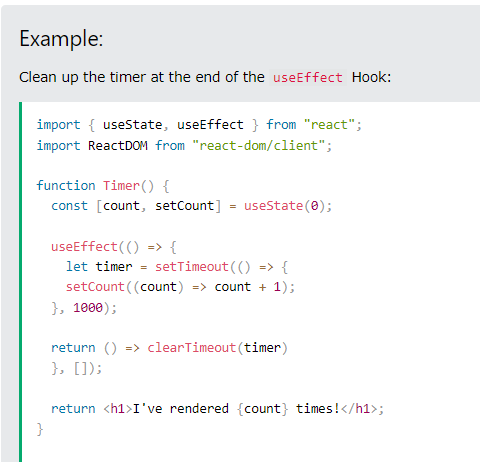 Example:
Clean up the timer at the end of the useEffect Hook:
import { useState, useEffect } from "react";
import ReactDOM from "react-dom/client";
function Timer() {
const [count, setCount] = useState(0);
useEffect(() => {
let timer = setTimeout(() => {
setCount((count) => count + 1);
}, 1000);
return () => clearTimeout(timer)
}, []);
return <h1>I've rendered {count} times!</h1>;
}